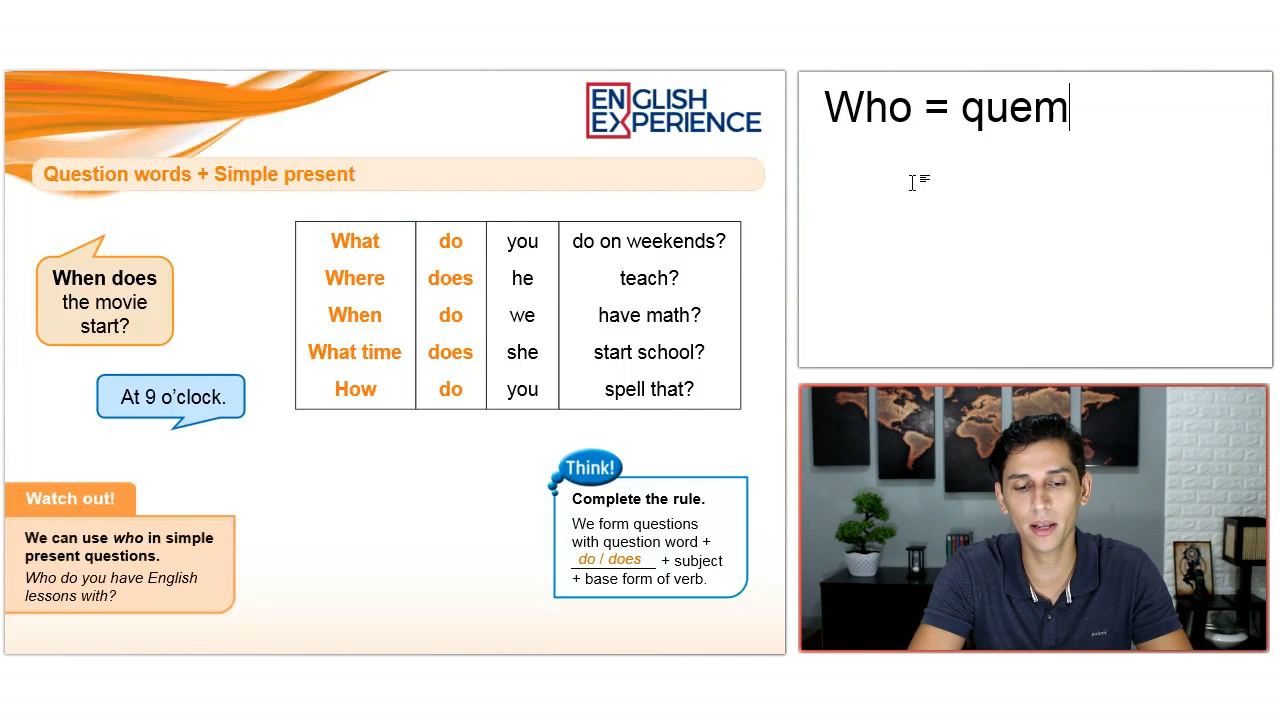 ENGLISH
EXPERIENCE
Question words + Simple present
When does
the movie
start?
At 9 o'clock.
What do you do on weekends?
Where does he teach?
When do we have math?
What time does she start school?
How do you spell that?
Watch out!
We can use who in simple
present questions.
Who do you have English
lessons with?
Think!
Complete the rule.
We form questions
with question word +
do / does + subject
+ base form of verb.
Who = quem